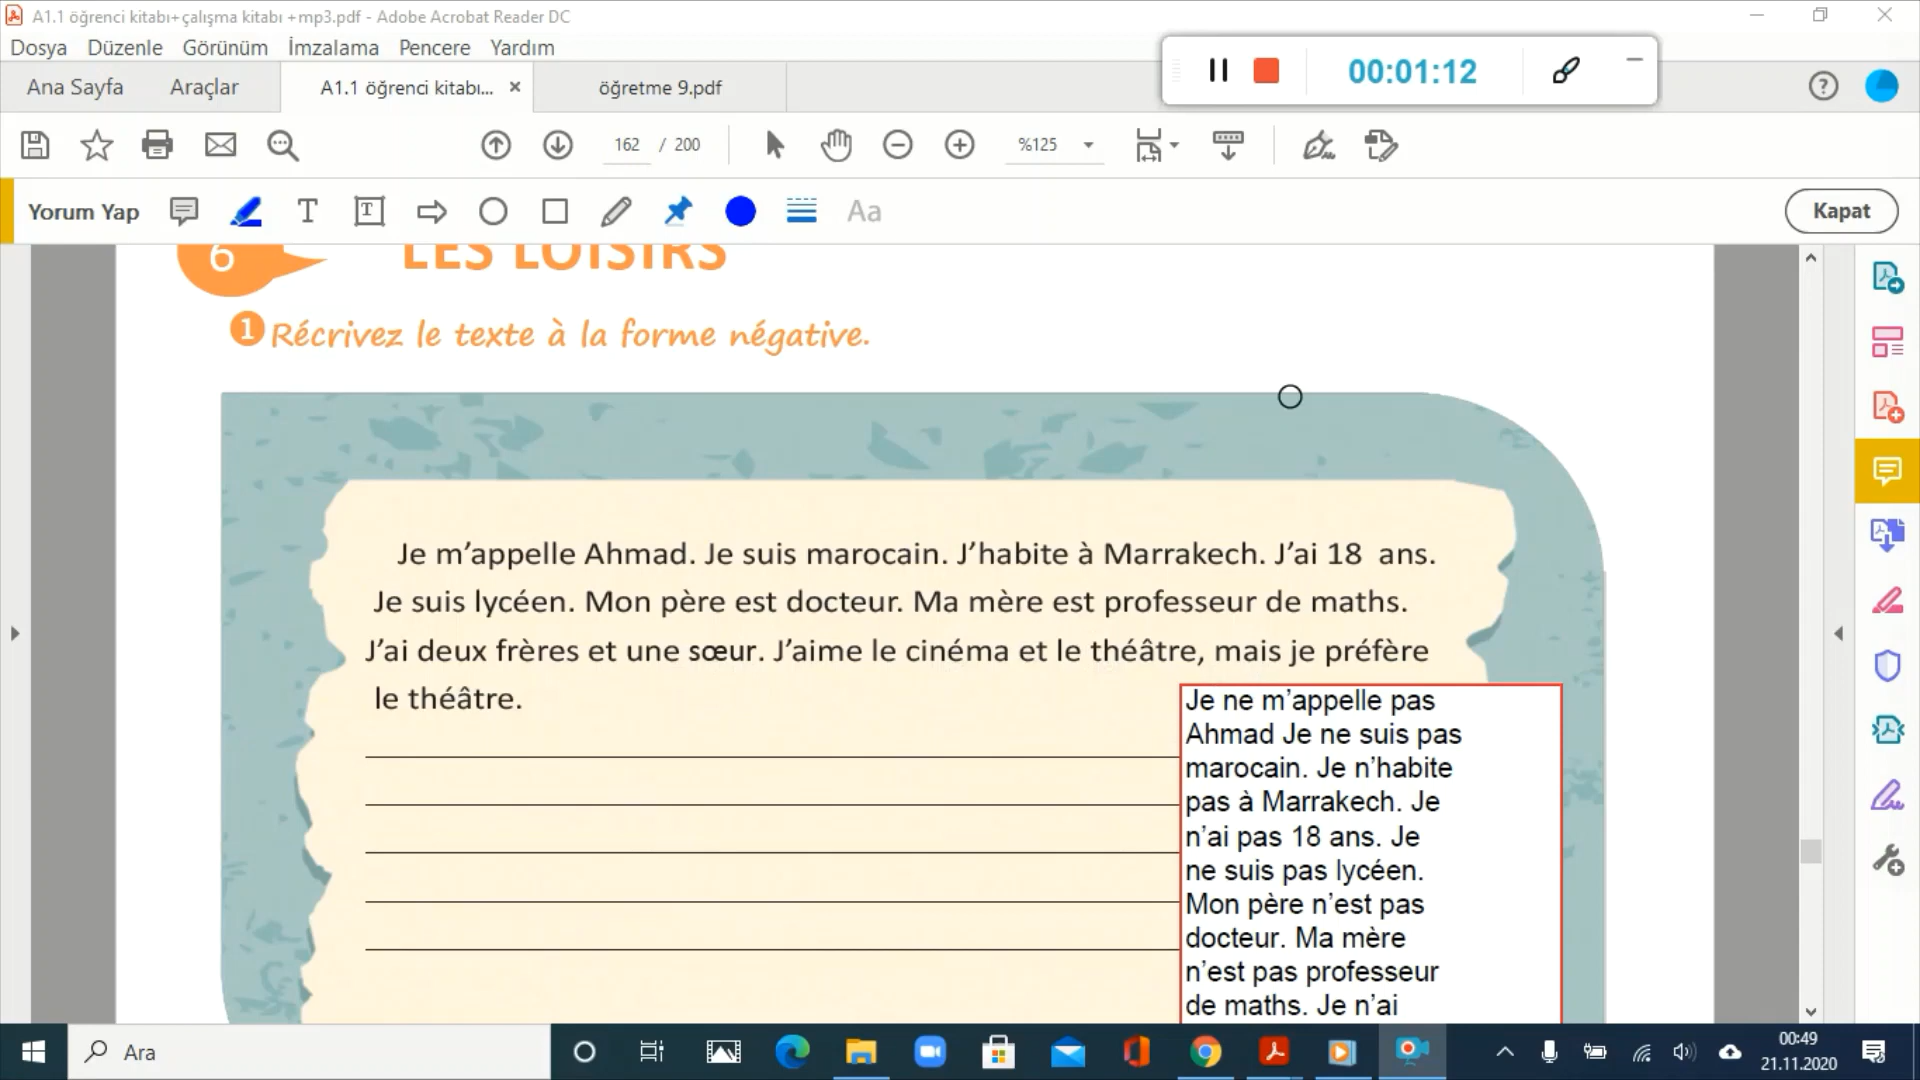 A1.1 öğrenci kitabı+çalışma kitabı +mp3.pdf - Adobe Acrobat Reader DC
Dosya Düzenle Görünüm İmzalama Pencere Yardım
00:01:12
Ana Sayfa Araçlar A1.1 öğrenci kitabı... × öğretme 9.pdf
162 / 200 %125
Yorum Yap T T Aa Kapat
6 LES LOISIRS
1 Récrivez le texte à la forme négative.
Je m’appelle Ahmad. Je suis marocain. J’habite à Marrakech. J’ai 18 ans.
Je suis lycéen. Mon père est docteur. Ma mère est professeur de maths.
J’ai deux frères et une sœur. J’aime le cinéma et le théâtre, mais je préfère
le théâtre.
Je ne m’appelle pas
Ahmad Je ne suis pas
marocain. Je n’habite
pas à Marrakech. Je
n’ai pas 18 ans. Je
ne suis pas lycéen.
Mon père n’est pas
docteur. Ma mère
n’est pas professeur
de maths. Je n’ai
Ara
00:49
21.11.2020